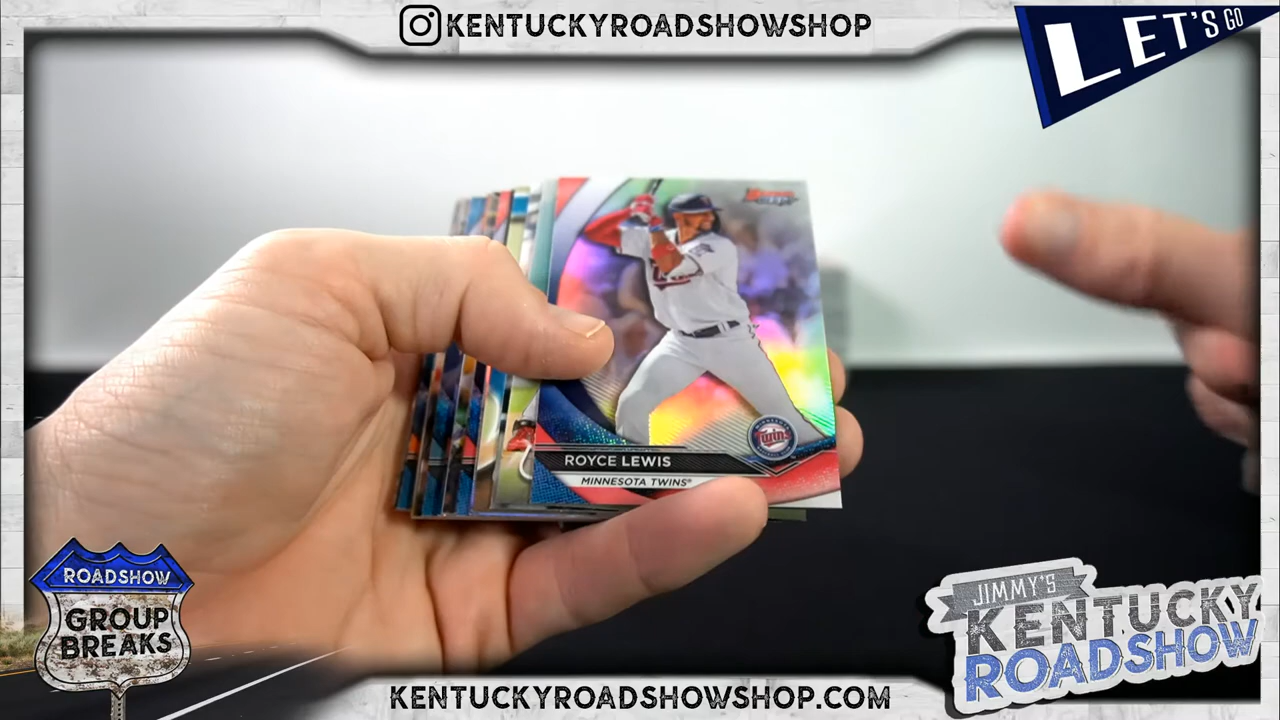 KENTUCKYROADSHOWSHOP
LET'S GO
ROYCE LEWIS
MINNESOTA TWINS®
Twins
ROADSHOW
GROUP
BREAKS
JIMMY'S
KENTUCKY
ROADSHOW
KENTUCKYROADSHOWSHOP.COM